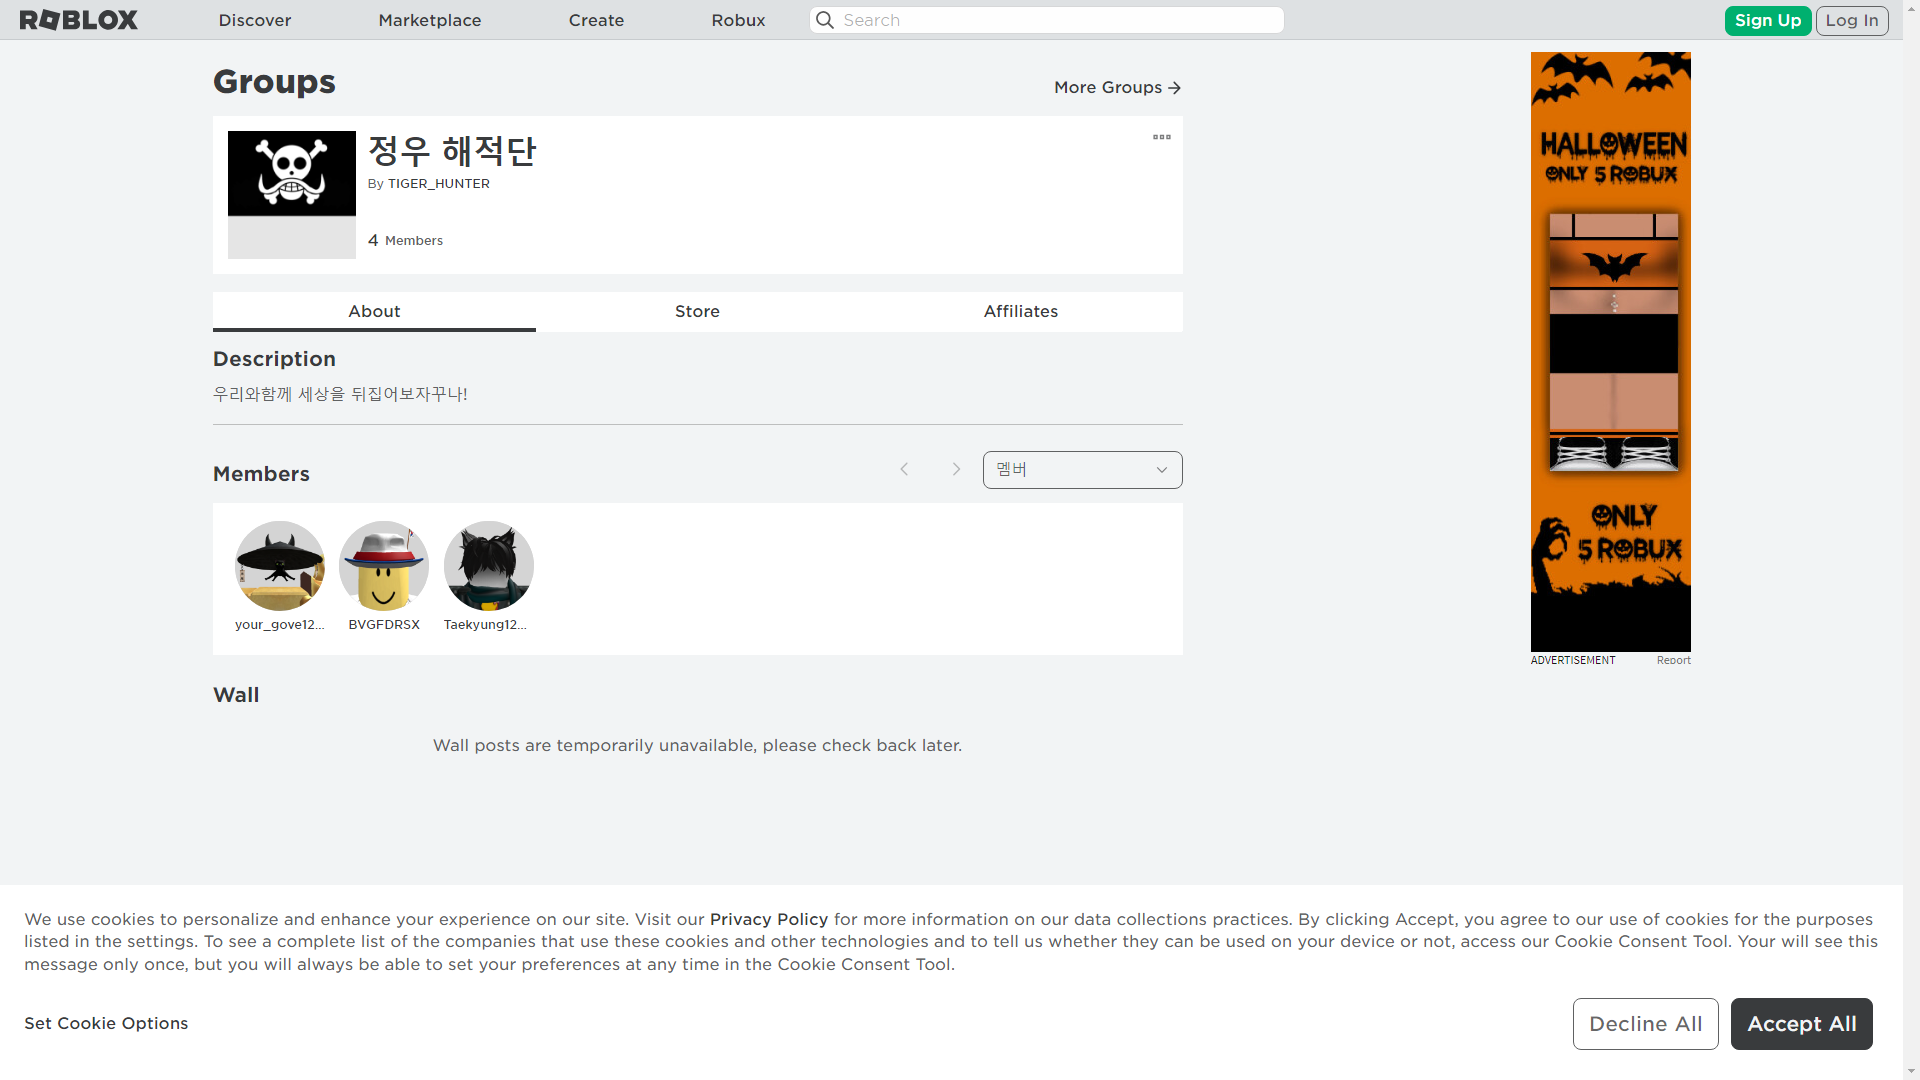 ROBLOX
Discover
Marketplace
Create
Robux
Search
Sign Up
Log In
Groups
More Groups
정우 해적단
By TIGER_HUNTER
4 Members
About
Store
Affiliates
Description
우리와함께 세상을 뒤집어보자꾸나!
Members
멤버
your_gove12...
BVGFDRSX
Taekyung12...
Wall
Wall posts are temporarily unavailable, please check back later.
HALLOWEEN
ONLY 5 ROBUX
ONLY
5 ROBUX
ADVERTISEMENT
Report
We use cookies to personalize and enhance your experience on our site. Visit our Privacy Policy for more information on our data collections practices. By clicking Accept, you agree to our use of cookies for the purposes
listed in the settings. To see a complete list of the companies that use these cookies and other technologies and to tell us whether they can be used on your device or not, access our Cookie Consent Tool. Your will see this
message only once, but you will always be able to set your preferences at any time in the Cookie Consent Tool.
Set Cookie Options
Decline All
Accept All